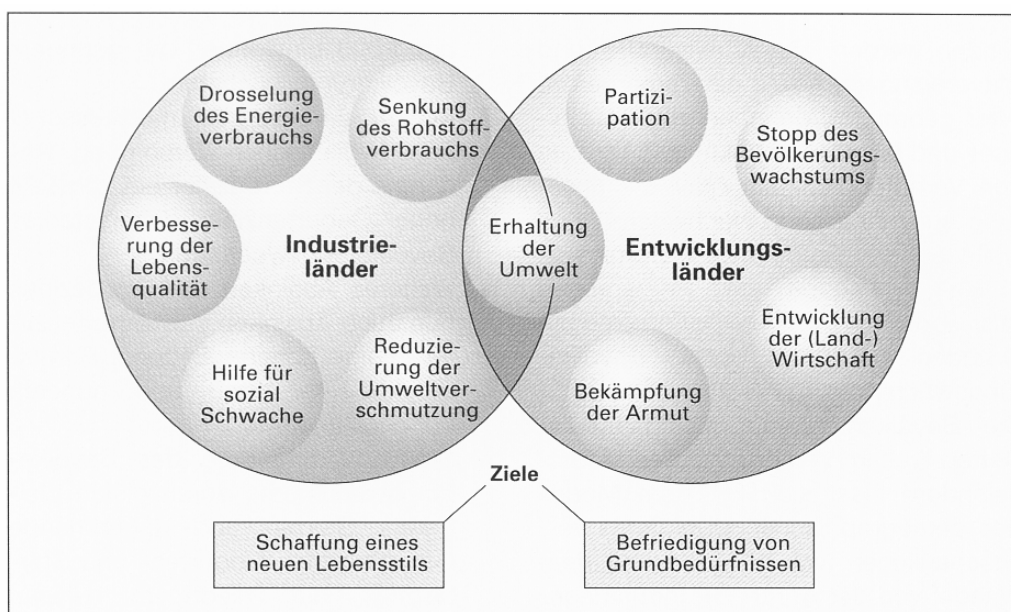 Drosselung
des Energie-
verbrauchs
Senkung
des Rohstoff-
verbrauchs
Verbesse-
rung der
Lebens-
qualität
Industrie-
länder
Hilfe für
sozial
Schwache
Reduzie-
rung der
Umweltver-
schmutzung
Erhaltung
der
Umwelt
Partizi-
pation
Stopp des
Bevölkerungs-
wachstums
Entwicklungs-
länder
Entwicklung
der (Land-)
Wirtschaft
Bekämpfung
der Armut
Ziele
Schaffung eines
neuen Lebensstils
Befriedigung von
Grundbedürfnissen